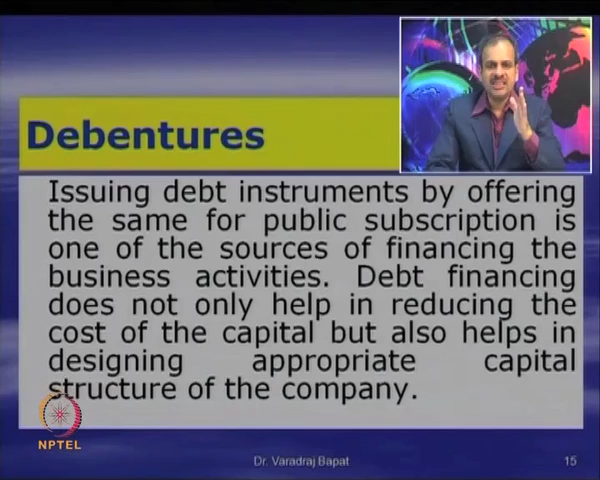 Debentures
Issuing debt instruments by offering
the same for public subscription is
one of the sources of financing the
business activities. Debt financing
does not only help in reducing the
cost of the capital but also helps in
designing appropriate capital
structure of the company.
NPTEL
Dr. Varadraj Bapat
15